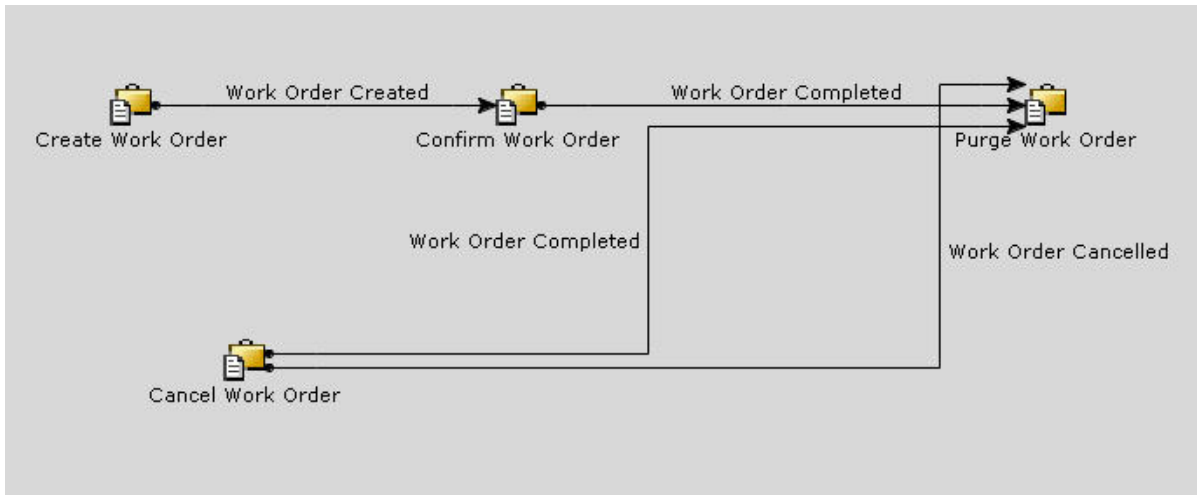 Work Order Created
Work Order Completed
Create Work Order
Confirm Work Order
Purge Work Order
Work Order Completed
Work Order Cancelled
Cancel Work Order